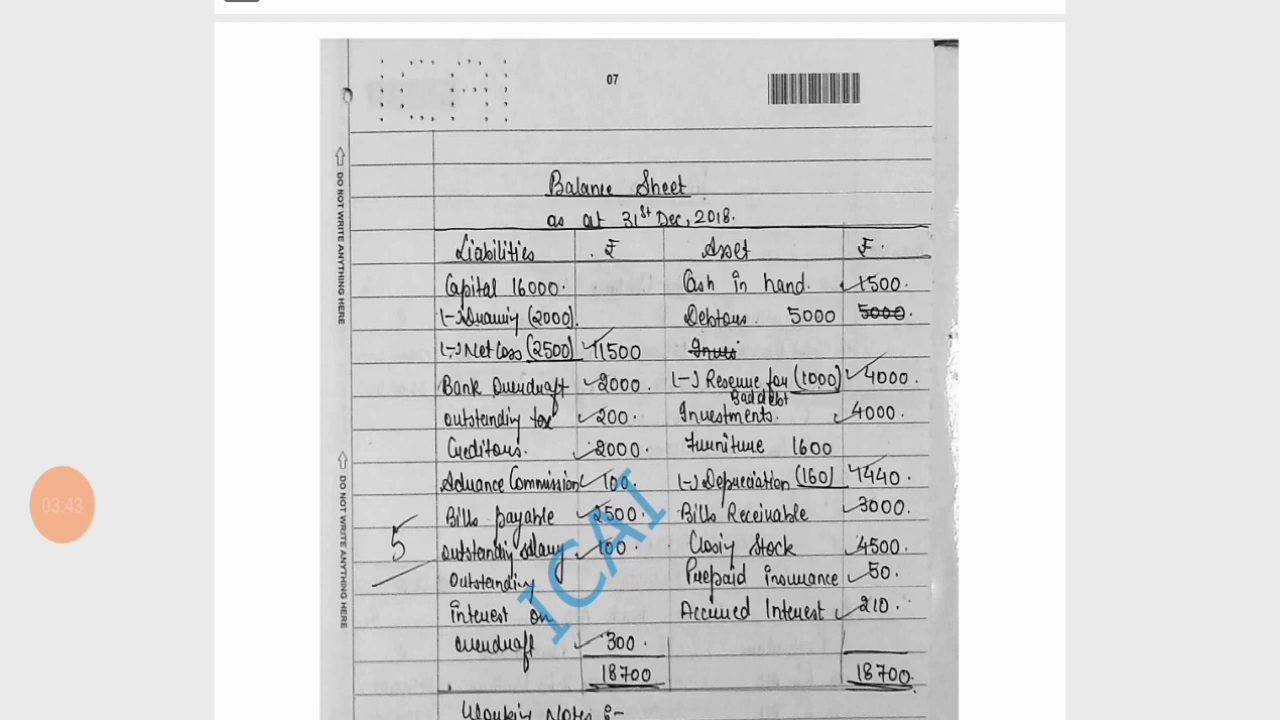 07
DO NOT WRITE ANYTHING HERE
DO NOT WRITE ANYTHING HERE
Balance Sheet
as at 31st Dec, 2018.
Liabilities ₹ Asset ₹
Capital 16000. Cash in hand. 1500.
(-) (2000). Debtors. 5000 5000.
(-) Net Loss (2500) 11500
Bank Overdraft 2000. (-) Reserve for (1000) 4000.
Bad debt
outstanding tax 200. Investments. 4000.
Creditors. 2000. Furniture 1600
Advance Commission 100. (-) Depreciation (160) 1440.
Bills payable 2500. Bills Receivable 3000.
5
outstanding salary 100. Closing Stock 4500.
Outstanding Prepaid insurance 50.
interest on Accrued Interest 210.
overdraft 300.
18700 18700.
Working Notes :-
ICAI
03:43